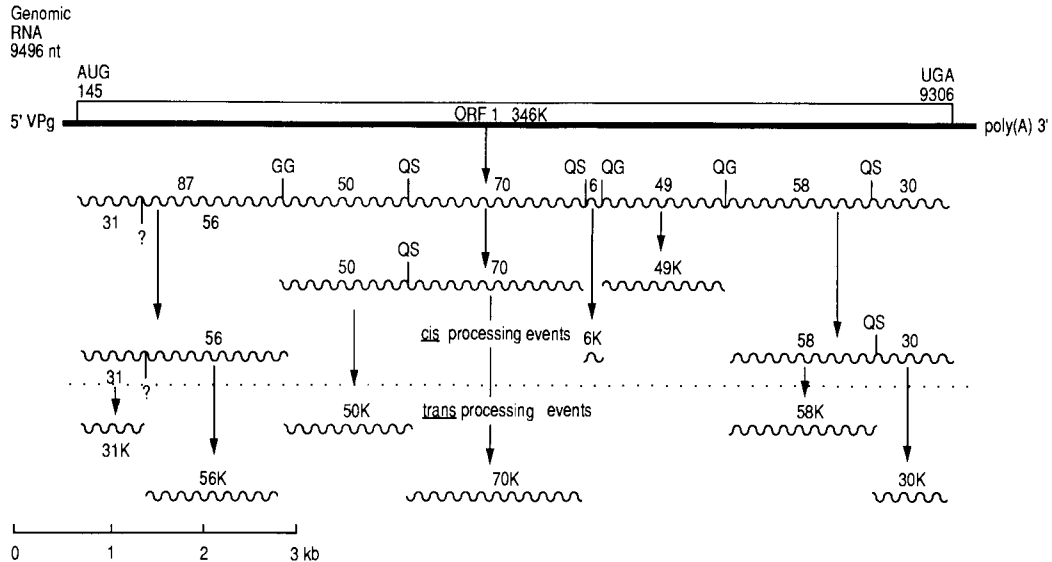 Genomic
RNA
9496 nt
AUG
145
UGA
9306
5' VPg
ORF 1 346K
poly(A) 3'
87
GG
50
QS
70
QS
6
QG
49
QG
58
QS
30
31
?
56
50
QS
70
49K
56
31
?
cis processing events
6K
58
QS
30
trans processing events
31K
50K
58K
56K
70K
30K
0
1
2
3 kb